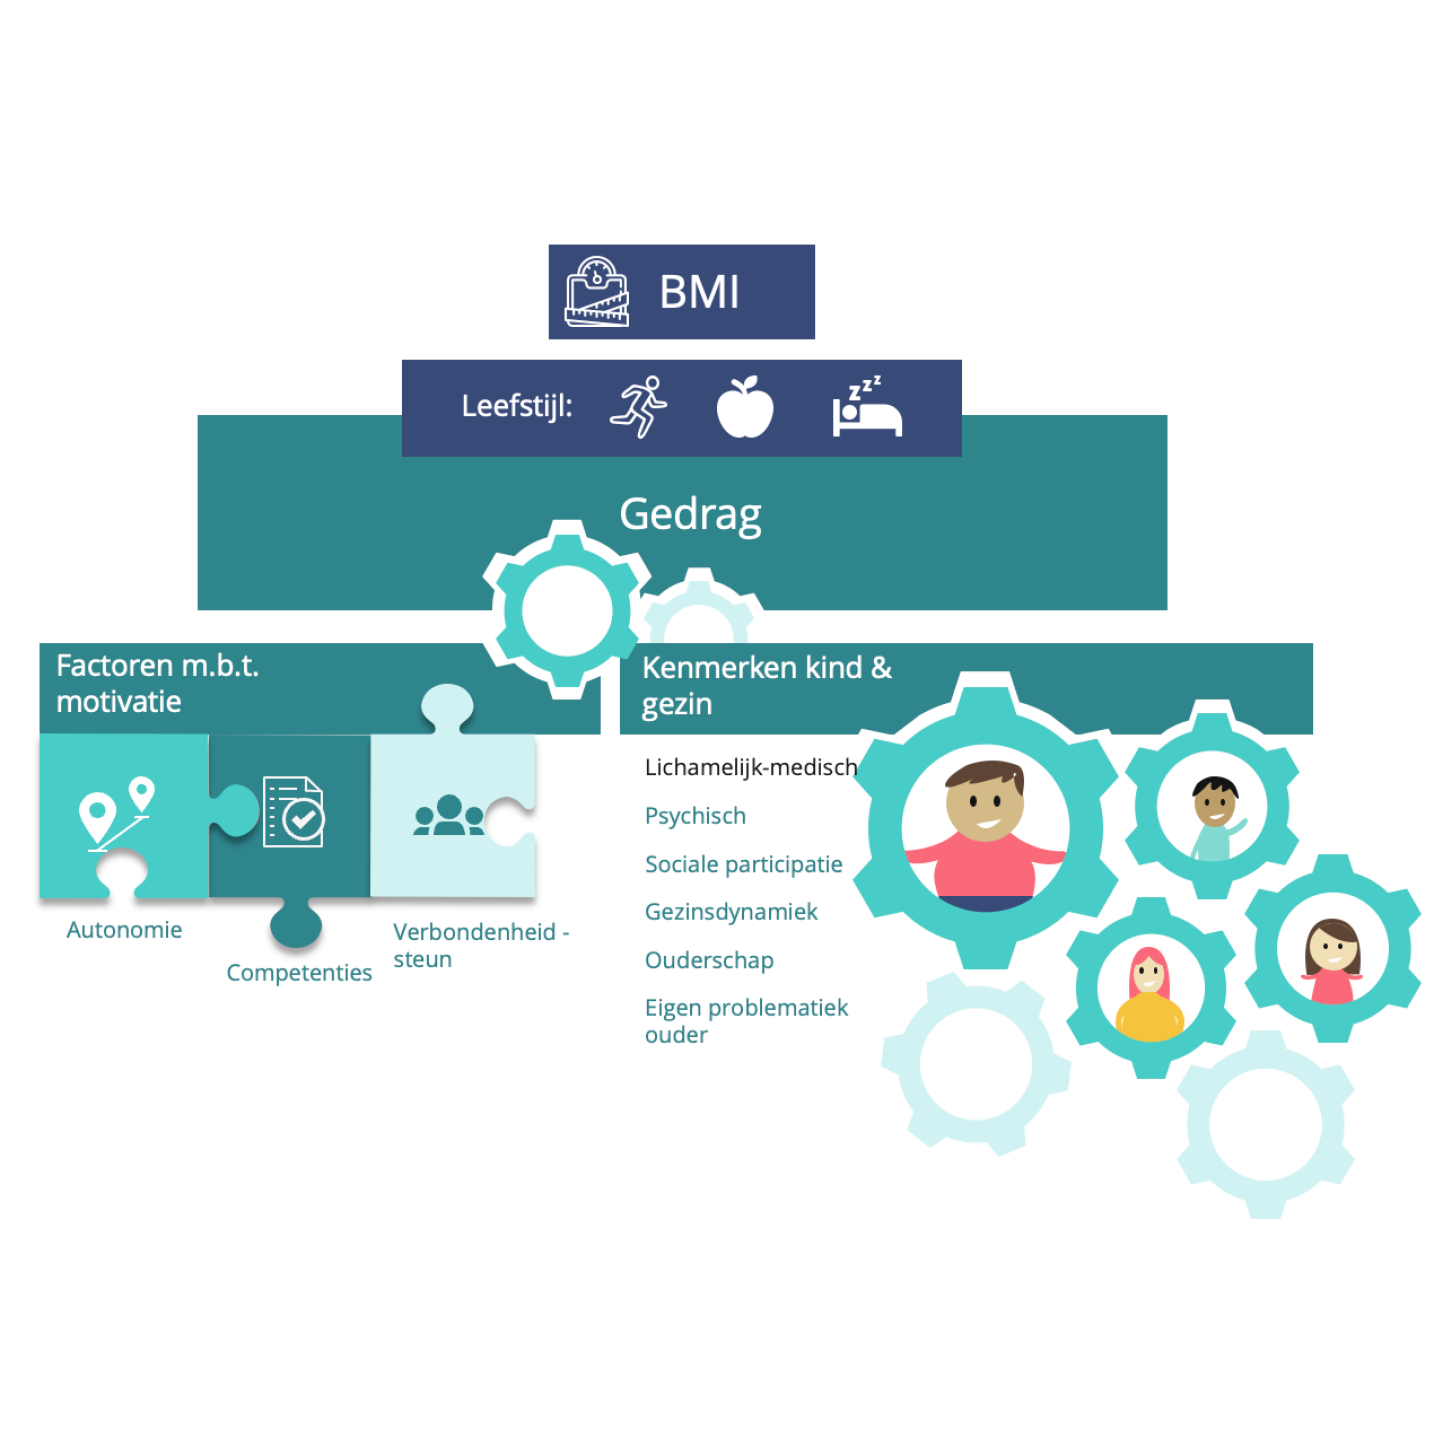 BMI
Leefstijl:
zzz
Gedrag
Factoren m.b.t.
motivatie
Autonomie
Competenties
Verbondenheid -
steun
Kenmerken kind &
gezin
Lichamelijk-medisch
Psychisch
Sociale participatie
Gezinsdynamiek
Ouderschap
Eigen problematiek
ouder